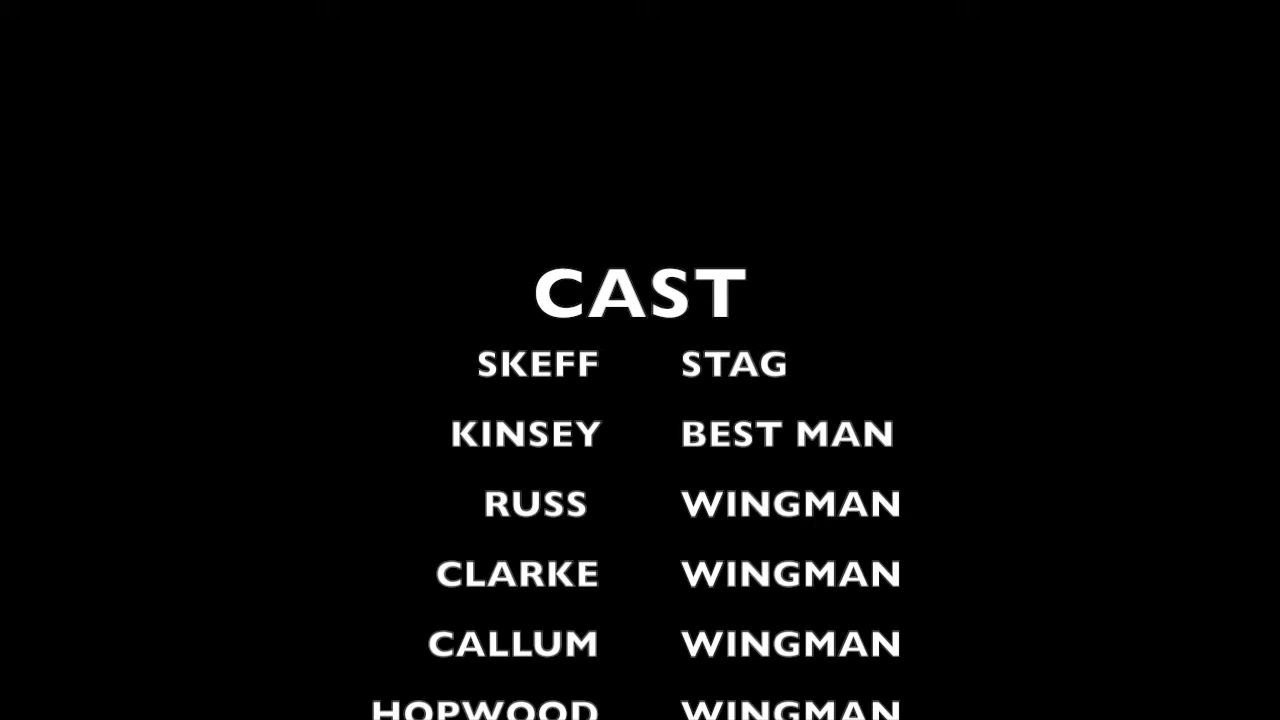 CAST
SKEFF STAG
KINSEY BEST MAN
RUSS WINGMAN
CLARKE WINGMAN
CALLUM WINGMAN
HOPWOOD WINGMAN